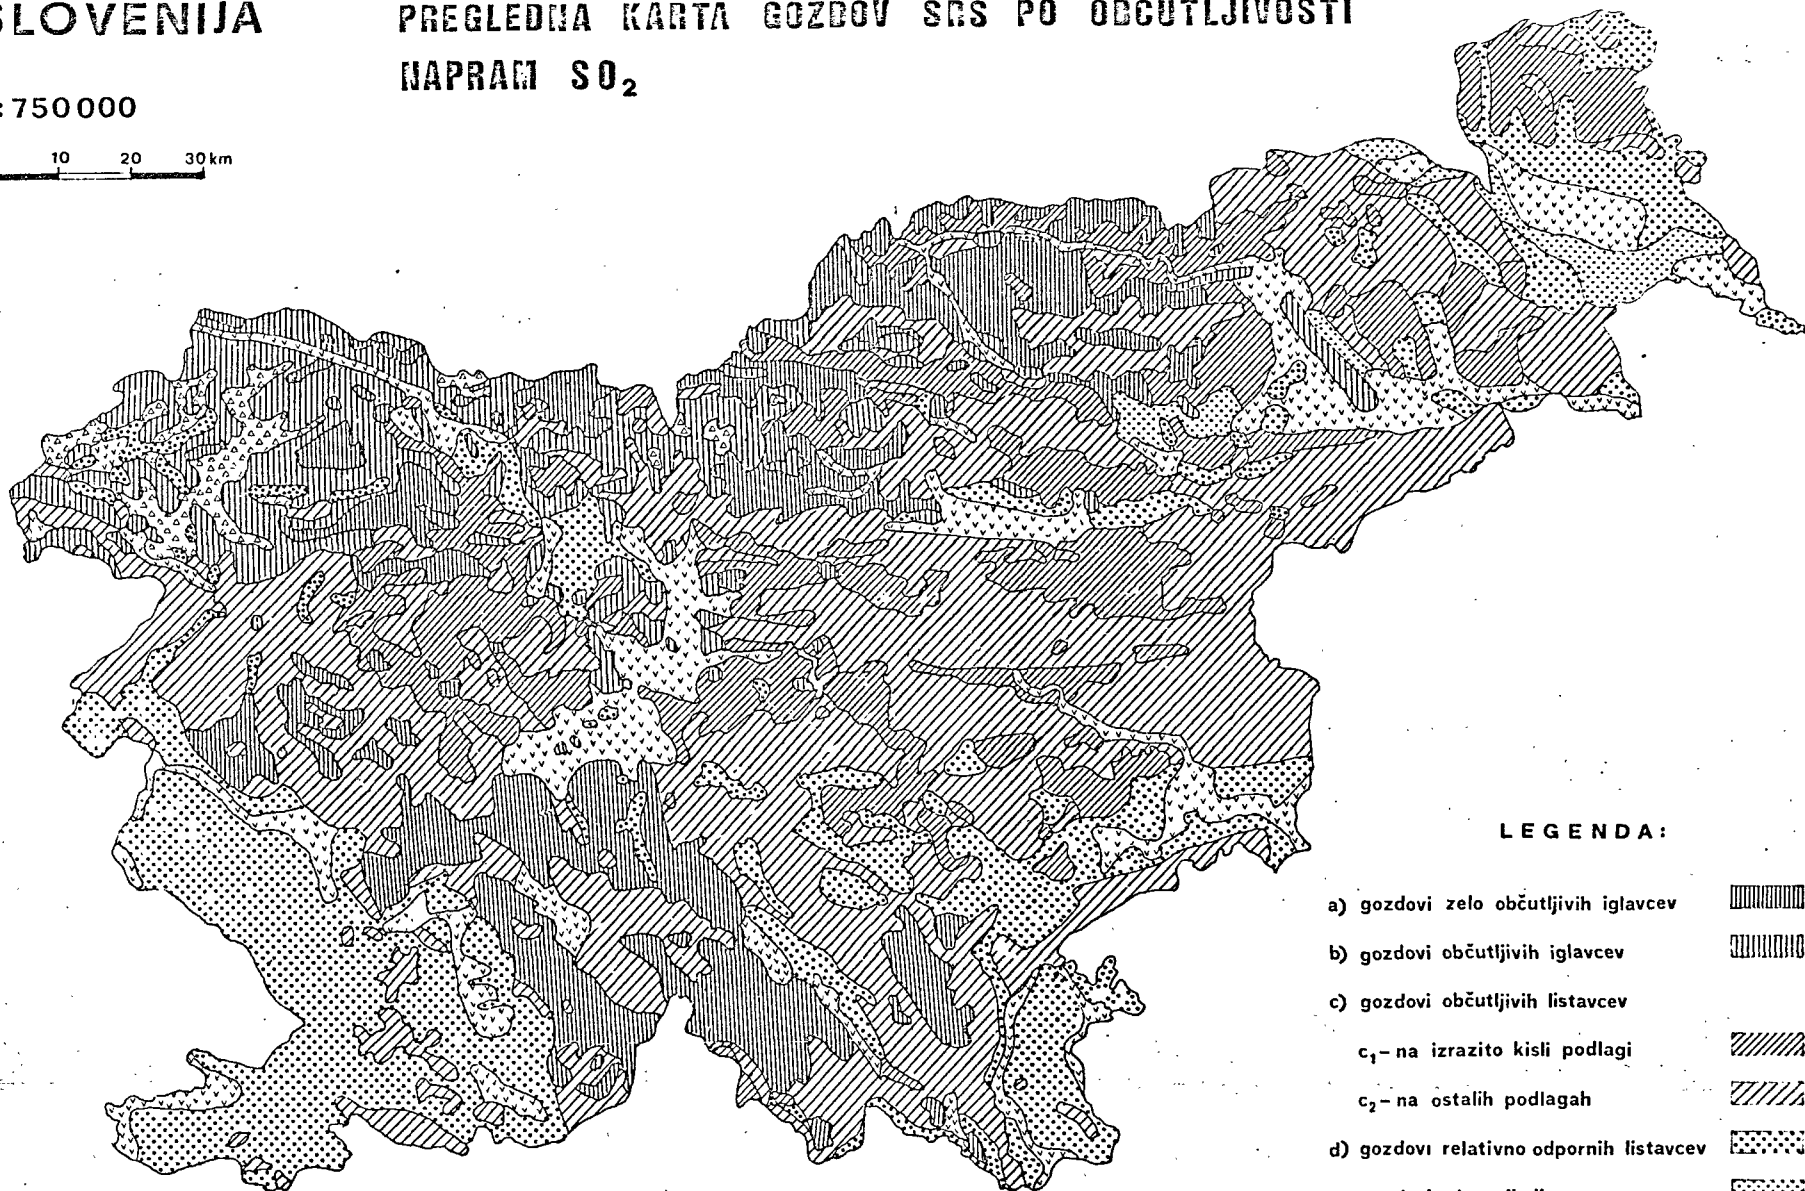 SLOVENIJA
PREGLEDNA KARTA GOZDOV SRS PO OBČUTLJIVOSTI
NAPRAM SO₂
:750000
10 20 30 km
LEGENDA:
a) gozdovi zelo občutljivih iglavcev
b) gozdovi občutljivih iglavcev
c) gozdovi občutljivih listavcev
c₁ – na izrazito kisli podlagi
c₂ – na ostalih podlagah
d) gozdovi relativno odpornih listavcev